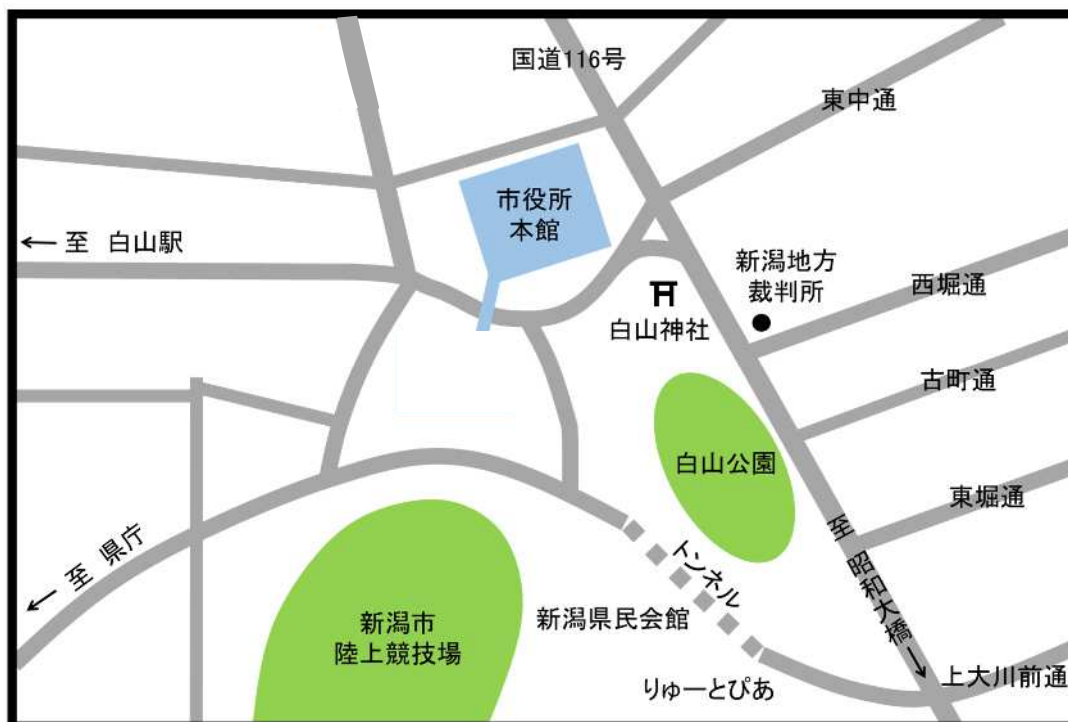 国道116号
東中通
市役所
本館
← 至 白山駅
新潟地方
裁判所
西堀通
白山神社
古町通
白山公園
東堀通
← 至 県庁
トンネル
至 昭和大橋 →
新潟市
陸上競技場
新潟県民会館
りゅーとぴあ
上大川前通